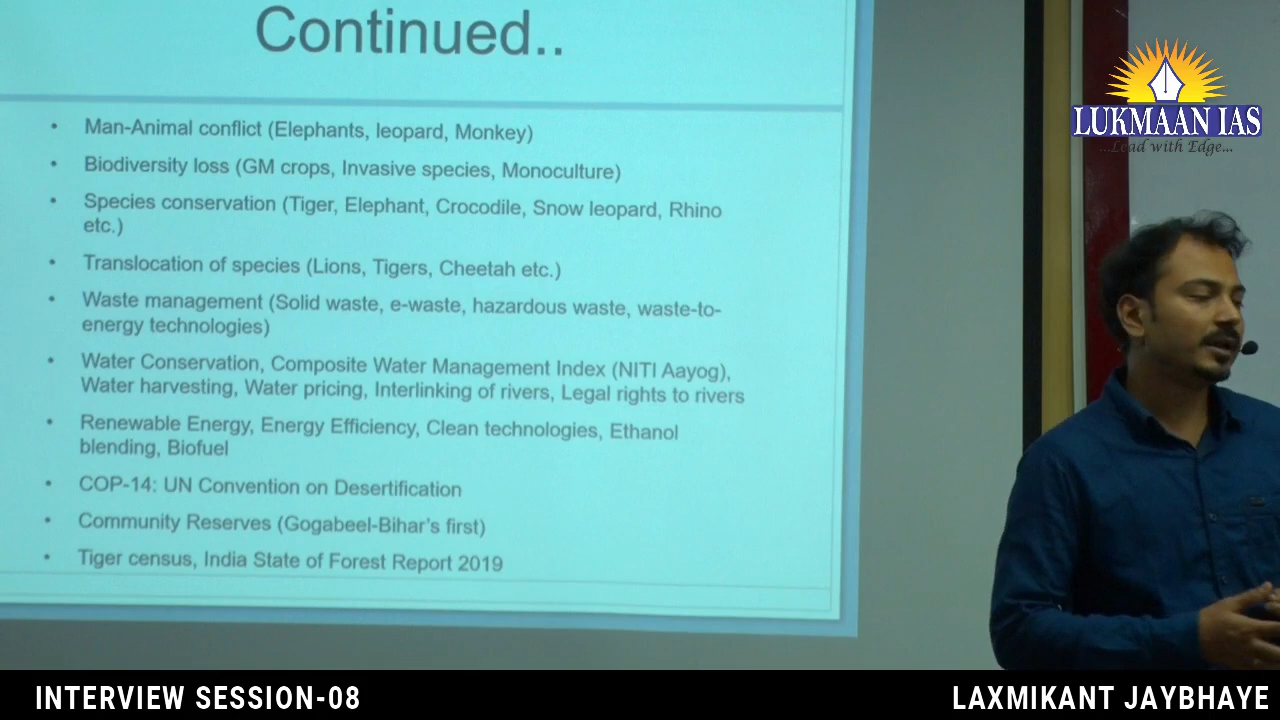 Continued..
• Man-Animal conflict (Elephants, leopard, Monkey)
• Biodiversity loss (GM crops, Invasive species, Monoculture)
• Species conservation (Tiger, Elephant, Crocodile, Snow leopard, Rhino
etc.)
• Translocation of species (Lions, Tigers, Cheetah etc.)
• Waste management (Solid waste, e-waste, hazardous waste, waste-to-
energy technologies)
• Water Conservation, Composite Water Management Index (NITI Aayog),
Water harvesting, Water pricing, Interlinking of rivers, Legal rights to rivers
• Renewable Energy, Energy Efficiency, Clean technologies, Ethanol
blending, Biofuel
• COP-14: UN Convention on Desertification
• Community Reserves (Gogabeel-Bihar's first)
• Tiger census, India State of Forest Report 2019
LUKMAAN IAS
...Lead with Edge...
INTERVIEW SESSION-08
LAXMIKANT JAYBHAYE